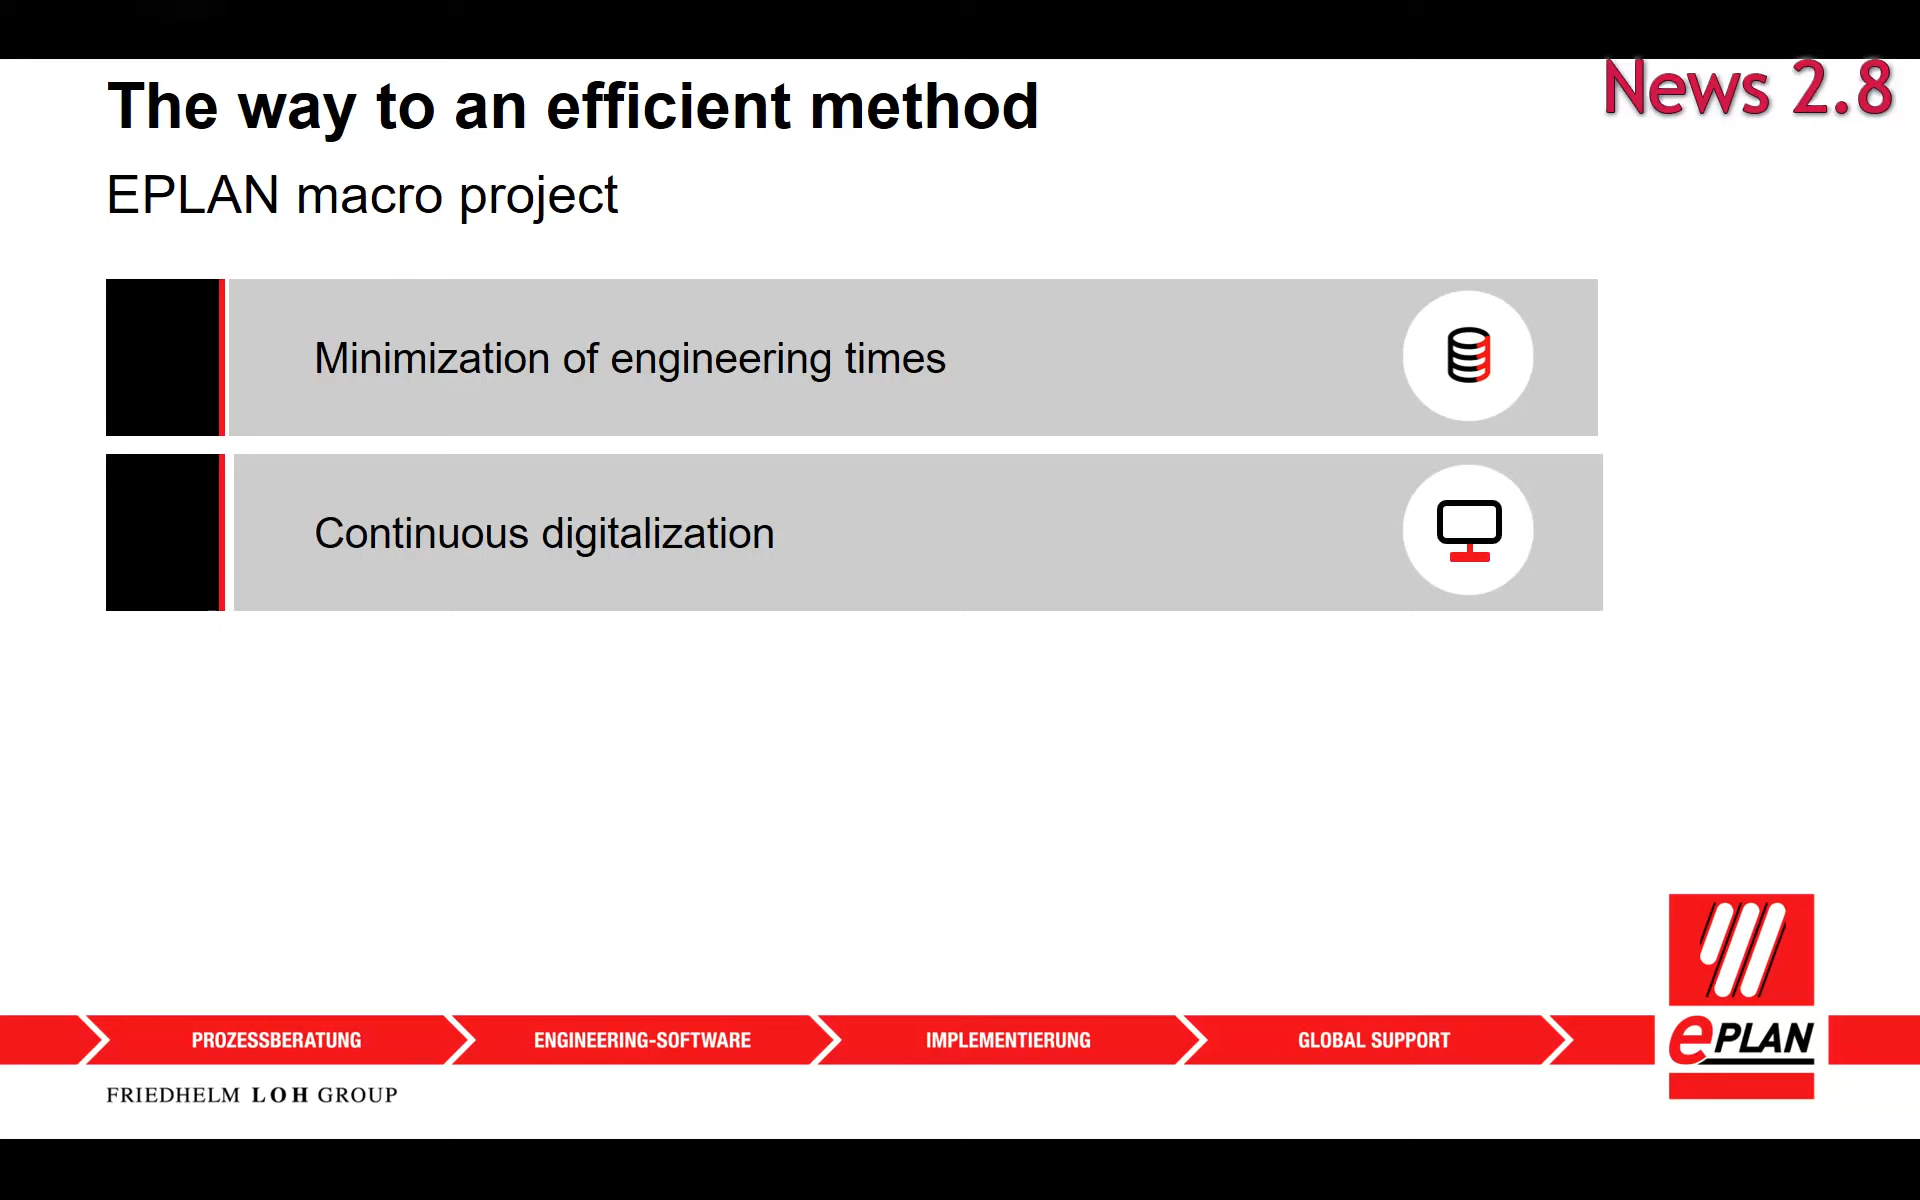 News 2.8
The way to an efficient method
EPLAN macro project
Minimization of engineering times
Continuous digitalization
PROZESSBERATUNG
ENGINEERING-SOFTWARE
IMPLEMENTIERUNG
GLOBAL SUPPORT
ePLAN
FRIEDHELM LOH GROUP